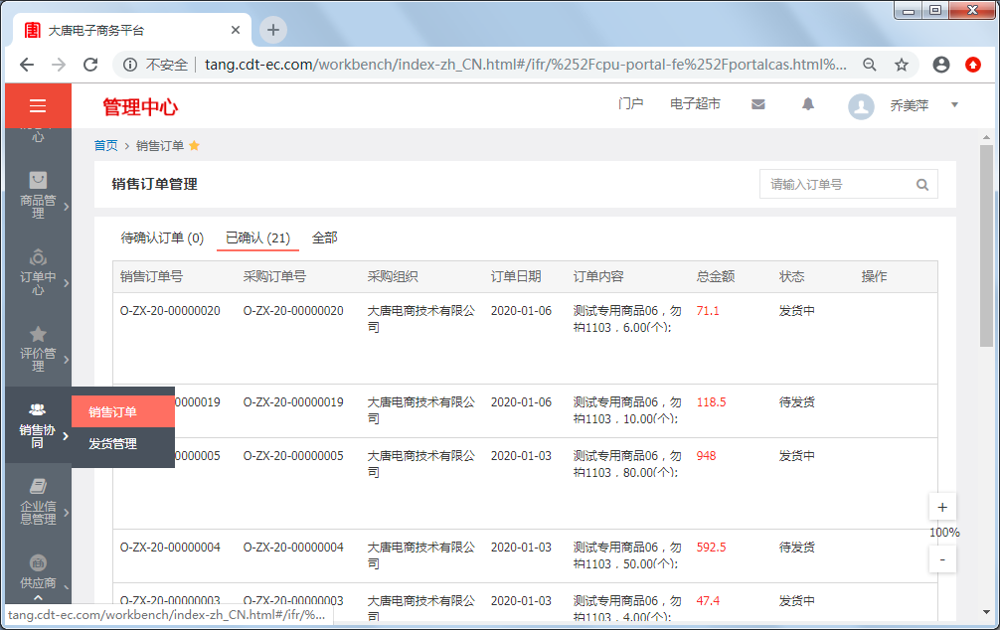 大唐电子商务平台
不安全 | tang.cdt-ec.com/workbench/index-zh_CN.html#/ifr/%252Fcpu-portal-fe%252Fportalcas.html%...
管理中心
门户 电子超市 乔美萍
心
商品管理
订单中心
评价管理
销售协同
企业信息管理
供应商
销售订单
发货管理
首页 > 销售订单
销售订单管理
请输入订单号
待确认订单 (0) 已确认 (21) 全部
销售订单号 采购订单号 采购组织 订单日期 订单内容 总金额 状态 操作
O-ZX-20-00000020 O-ZX-20-00000020 大唐电商技术有限公司 2020-01-06 测试专用商品06，勿拍1103，6.00(个); 71.1 发货中
0000019 O-ZX-20-00000019 大唐电商技术有限公司 2020-01-06 测试专用商品06，勿拍1103，10.00(个); 118.5 待发货
0000005 O-ZX-20-00000005 大唐电商技术有限公司 2020-01-03 测试专用商品06，勿拍1103，80.00(个); 948 发货中
O-ZX-20-00000004 O-ZX-20-00000004 大唐电商技术有限公司 2020-01-03 测试专用商品06，勿拍1103，50.00(个); 592.5 待发货
O-ZX-20-00000003 O-ZX-20-00000003 大唐电商技术有限公司 2020-01-03 测试专用商品06，勿拍1103，4.00(个); 47.4 发货中
+
100%
-
tang.cdt-ec.com/workbench/index-zh_CN.html#/ifr/%...